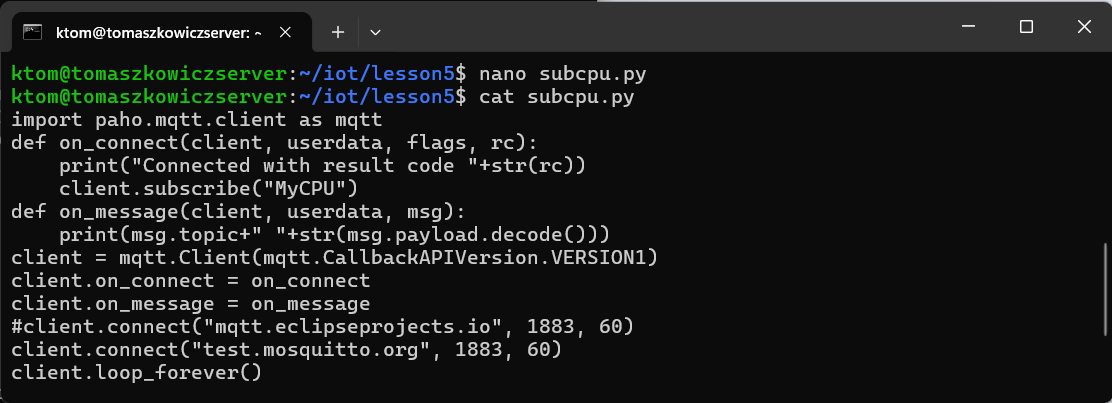 ktom@tomaszkowiczserver: ~
ktom@tomaszkowiczserver:~/iot/lesson5$ nano subcpu.py
ktom@tomaszkowiczserver:~/iot/lesson5$ cat subcpu.py
import paho.mqtt.client as mqtt
def on_connect(client, userdata, flags, rc):
    print("Connected with result code "+str(rc))
    client.subscribe("MyCPU")
def on_message(client, userdata, msg):
    print(msg.topic+" "+str(msg.payload.decode()))
client = mqtt.Client(mqtt.CallbackAPIVersion.VERSION1)
client.on_connect = on_connect
client.on_message = on_message
#client.connect("mqtt.eclipseprojects.io", 1883, 60)
client.connect("test.mosquitto.org", 1883, 60)
client.loop_forever()